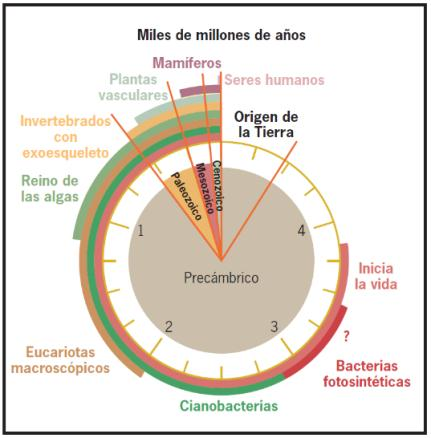 Miles de millones de años
Mamíferos
Seres humanos
Plantas
vasculares
Origen de
la Tierra
Invertebrados
con
exoesqueleto
Reino de
las algas
Paleozoico
Mesozoico
Cenozoico
1
4
Precámbrico
Inicia
la vida
2
3
?
Eucariotas
macroscópicos
Bacterias
fotosintéticas
Cianobacterias